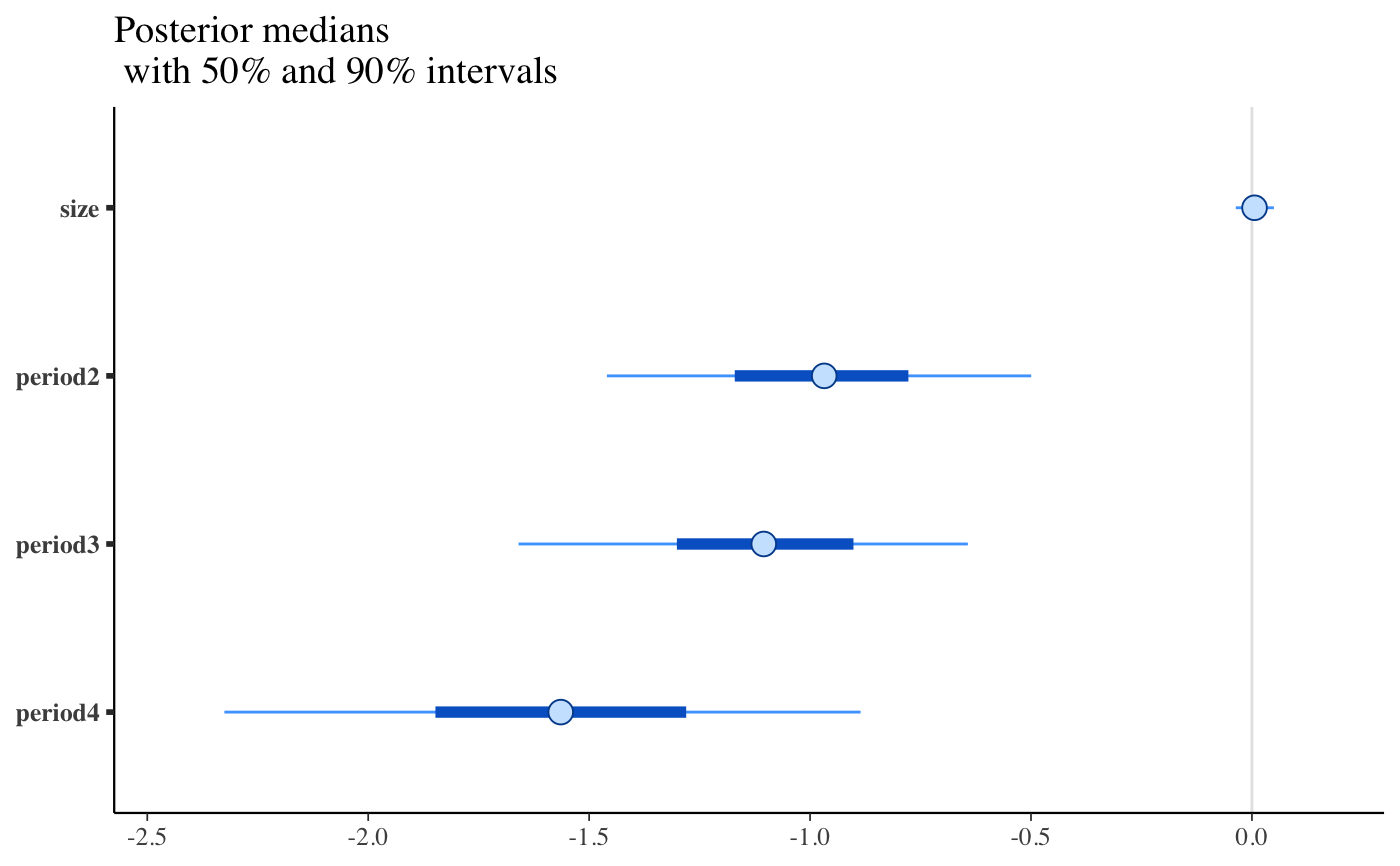 Posterior medians
with 50% and 90% intervals
size
period2
period3
period4
-2.5 -2.0 -1.5 -1.0 -0.5 0.0